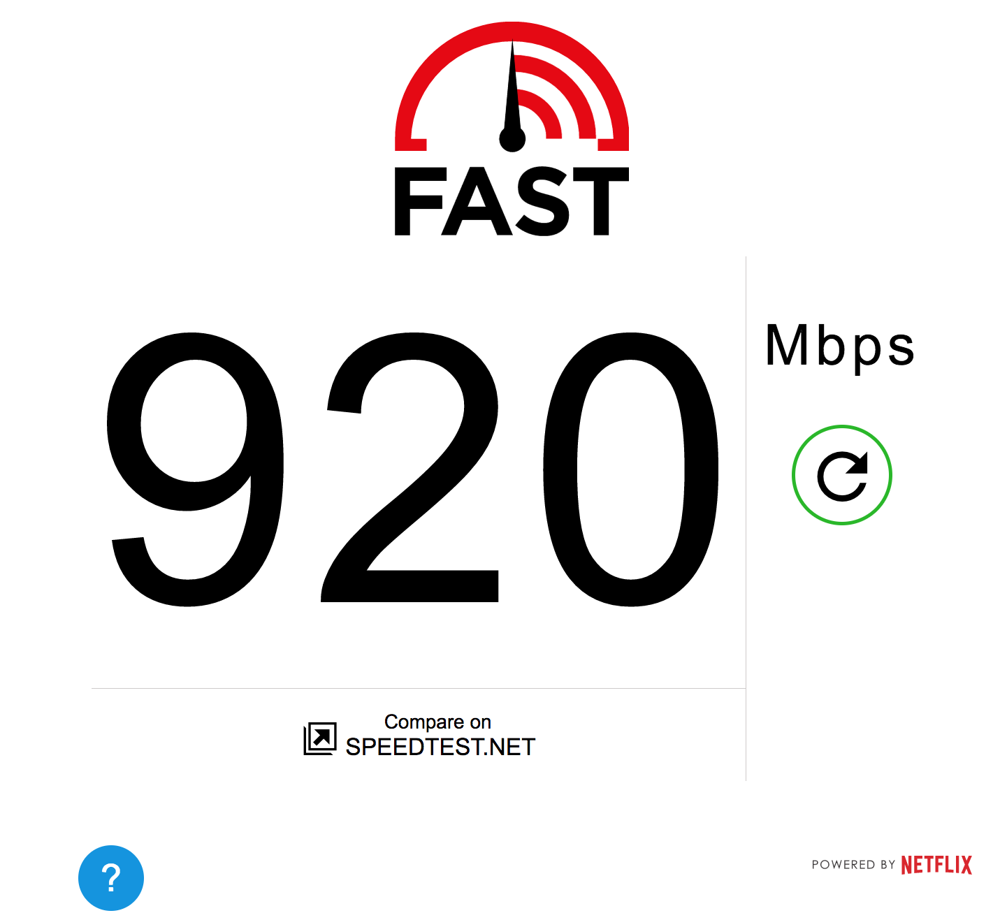 FAST
920
Mbps
Compare on
SPEEDTEST.NET
?
POWERED BY NETFLIX